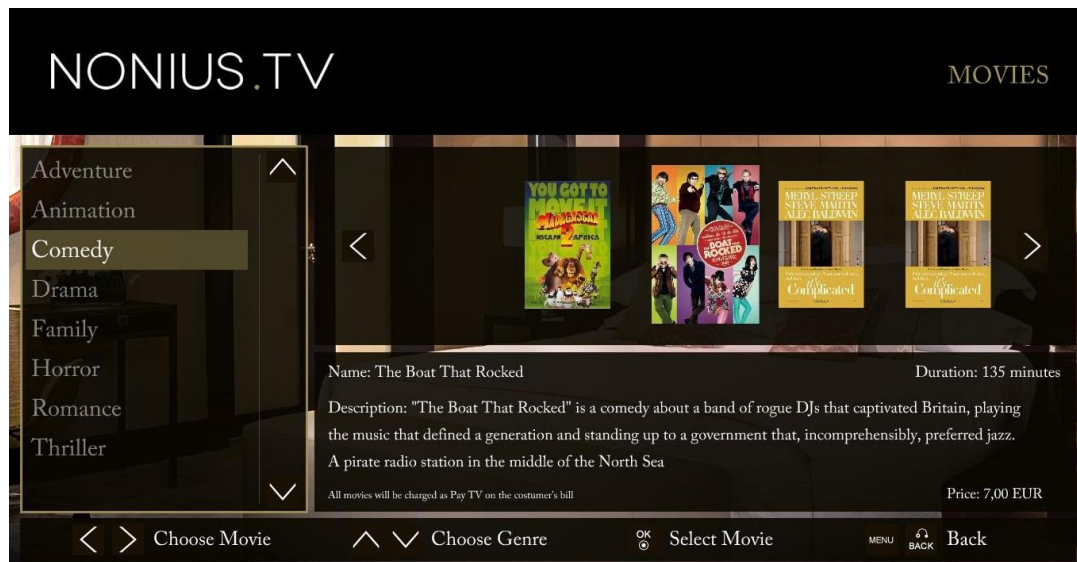 NONIUS.TV
MOVIES
Adventure
Animation
Comedy
Drama
Family
Horror
Romance
Thriller
YOU GOT TO
MOVE IT
MADAGASCAR
ESCAPE 2 AFRICA
THE BOAT THAT ROCKED
MERYL STREEP
STEVE MARTIN
ALEC BALDWIN
it's
Complicated
MERYL STREEP
STEVE MARTIN
ALEC BALDWIN
it's
Complicated
Name: The Boat That Rocked
Duration: 135 minutes
Description: "The Boat That Rocked" is a comedy about a band of rogue DJs that captivated Britain, playing
the music that defined a generation and standing up to a government that, incomprehensibly, preferred jazz.
A pirate radio station in the middle of the North Sea
All movies will be charged as Pay TV on the costumer's bill
Price: 7,00 EUR
Choose Movie
Choose Genre
OK
Select Movie
MENU
BACK
Back